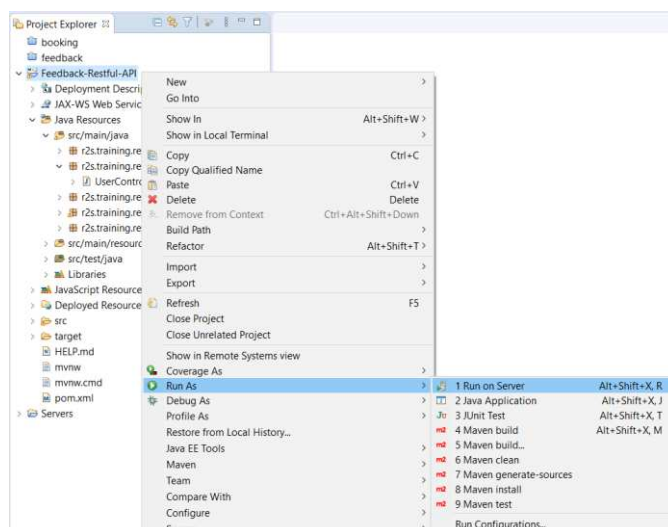 Project Explorer
booking
feedback
Feedback-Restful-API
Deployment Descri
JAX-WS Web Servic
Java Resources
src/main/java
r2s.training.re
r2s.training.re
UserContro
r2s.training.re
r2s.training.re
r2s.training.re
src/main/resourc
src/test/java
Libraries
JavaScript Resource
Deployed Resource
src
target
HELP.md
mvnw
mvnw.cmd
pom.xml
Servers
New
Go Into
Show In Alt+Shift+W
Show in Local Terminal
Copy Ctrl+C
Copy Qualified Name
Paste Ctrl+V
Delete Delete
Remove from Context Ctrl+Alt+Shift+Down
Build Path
Refactor Alt+Shift+T
Import
Export
Refresh F5
Close Project
Close Unrelated Project
Show in Remote Systems view
Coverage As
Run As
Debug As
Profile As
Restore from Local History...
Java EE Tools
Maven
Team
Compare With
Configure
1 Run on Server Alt+Shift+X, R
2 Java Application Alt+Shift+X, J
Ju 3 JUnit Test Alt+Shift+X, T
m2 4 Maven build Alt+Shift+X, M
m2 5 Maven build...
m2 6 Maven clean
m2 7 Maven generate-sources
m2 8 Maven install
m2 9 Maven test
Run Configurations...